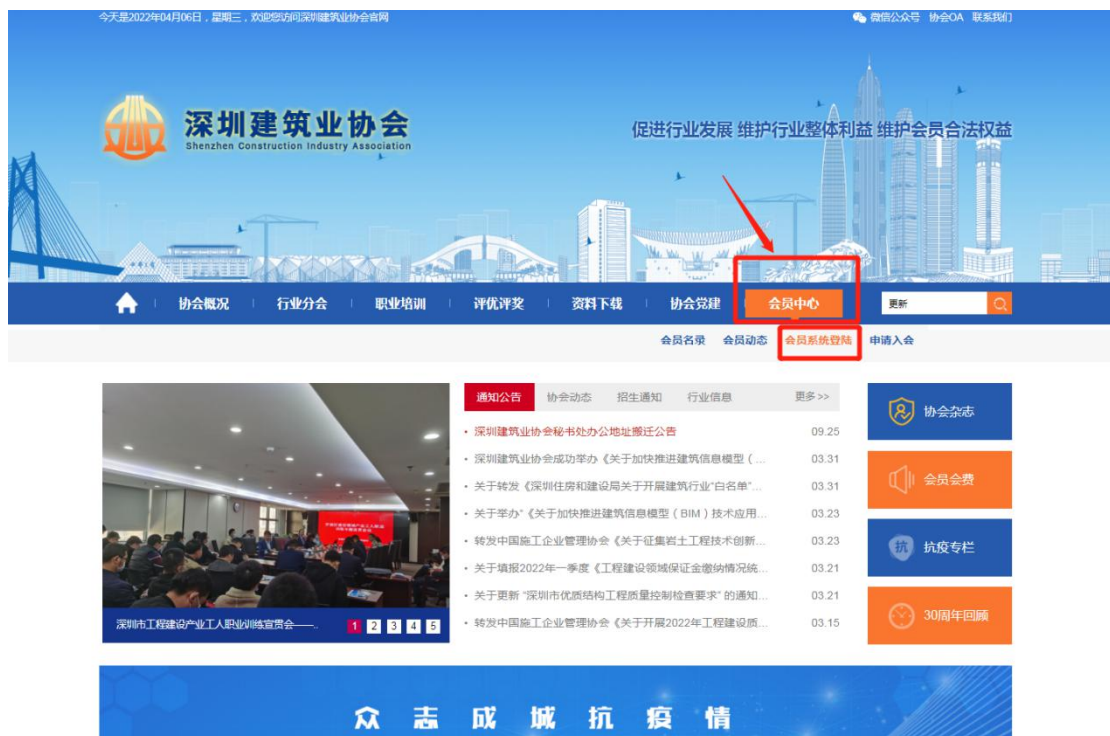 今天是2022年04月06日，星期三，欢迎您访问深圳建筑业协会官网
微信公众号 协会OA 联系我们
深圳建筑业协会
Shenzhen Construction Industry Association
促进行业发展 维护行业整体利益 维护会员合法权益
协会概况 行业分会 职业培训 评优评奖 资料下载 协会党建 会员中心 更新
会员名录 会员动态 会员系统登陆 申请入会
通知公告 协会动态 招生通知 行业信息 更多>>
· 深圳建筑业协会秘书处办公地址搬迁公告 09.25
· 深圳建筑业协会成功举办《关于加快推进建筑信息模型（... 03.31
· 关于转发《深圳住房和建设局关于开展建筑行业“白名单”... 03.31
· 关于举办“《关于加快推进建筑信息模型（BIM）技术应用... 03.23
· 转发中国施工企业管理协会《关于征集岩土工程技术创新... 03.23
· 关于填报2022年一季度《工程建设领域保证金缴纳情况统... 03.21
· 关于更新 “深圳市优质结构工程质量控制检查要求” 的通知... 03.21
· 转发中国施工企业管理协会《关于开展2022年工程建设质... 03.15
深圳市工程建设产业工人职业训练宣贯会——.. 1 2 3 4 5
协会杂志
会员会费
抗 抗疫专栏
30周年回顾
众志成城抗疫情